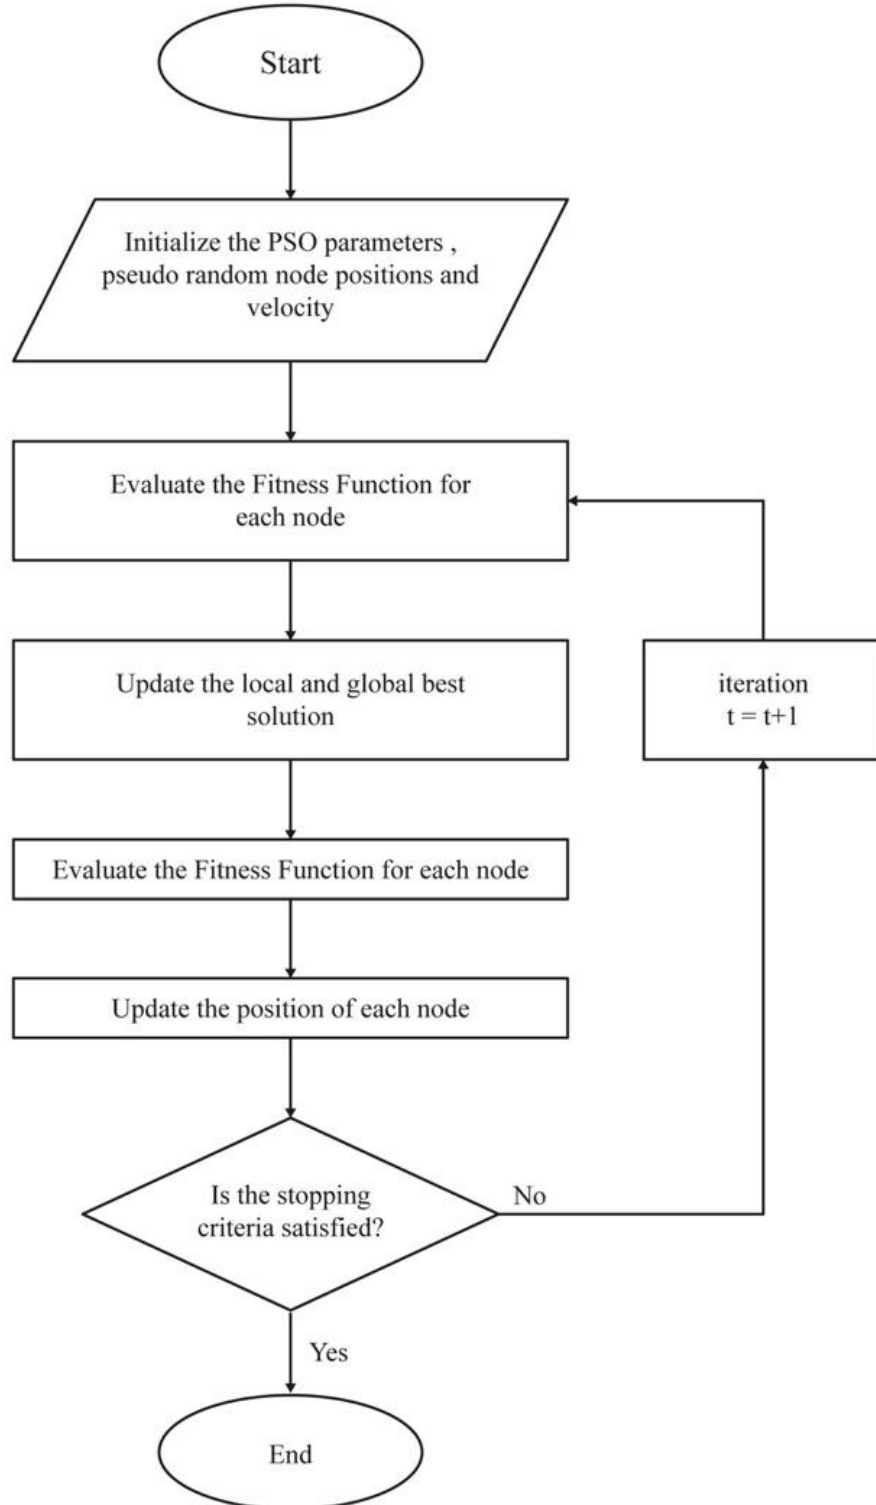 Start
Initialize the PSO parameters ,
pseudo random node positions and
velocity
Evaluate the Fitness Function for
each node
Update the local and global best
solution
iteration
t = t+1
Evaluate the Fitness Function for each node
Update the position of each node
Is the stopping
criteria satisfied?
No
Yes
End